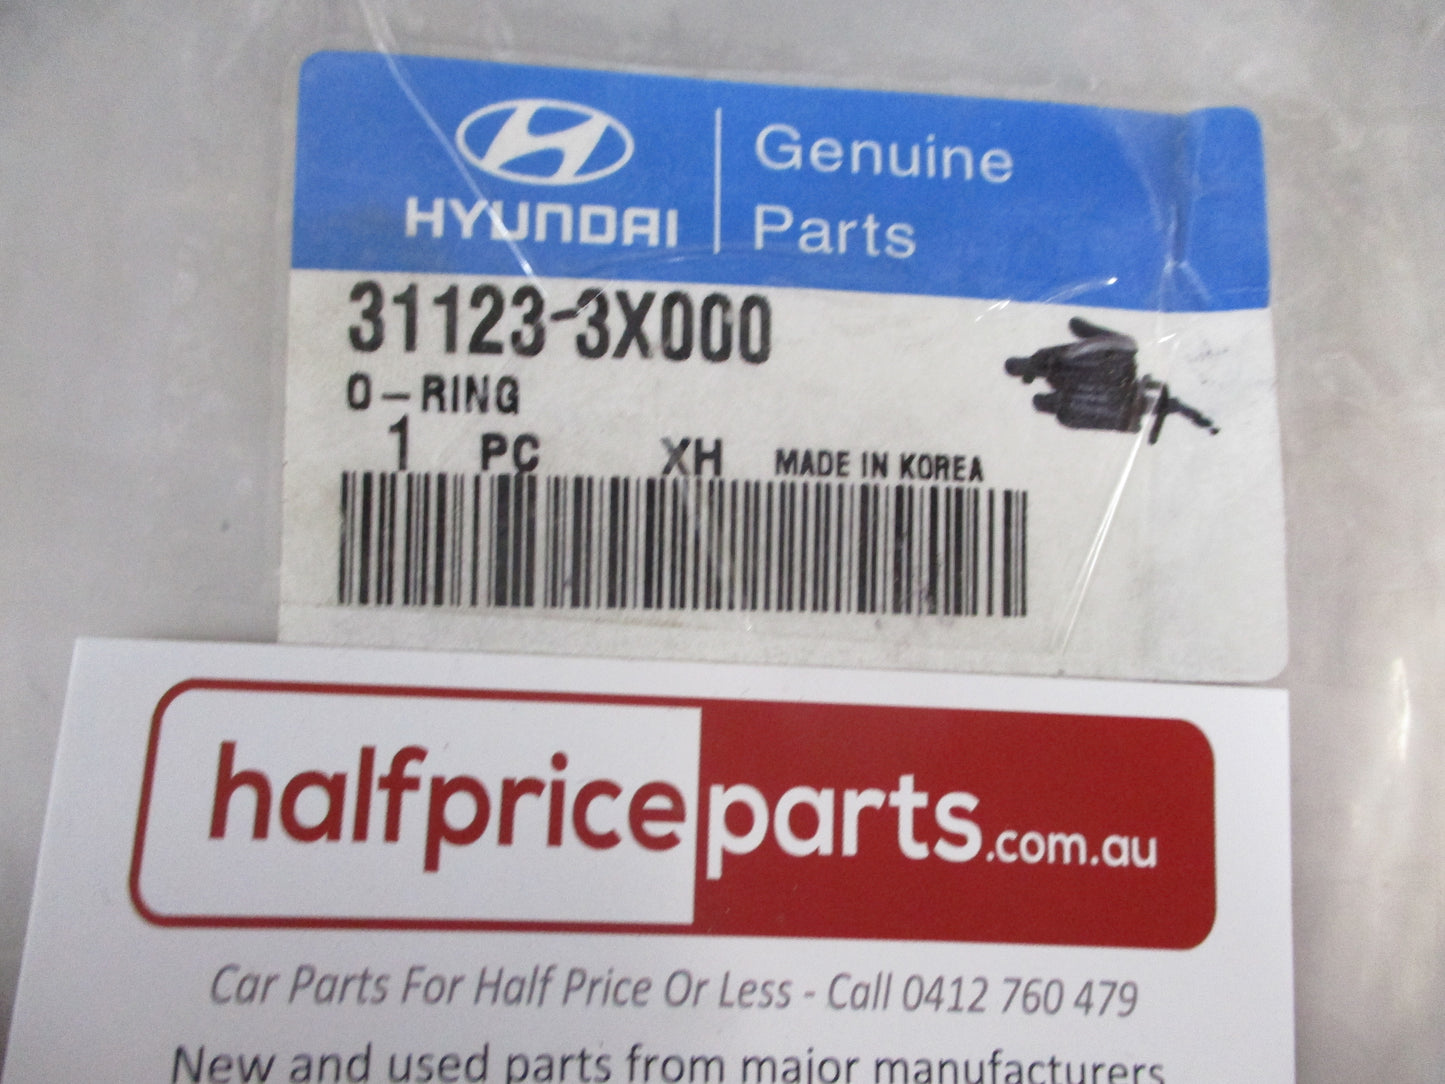 HYUNDAI
Genuine
Parts
31123-3X000
O-RING
1 PC XH MADE IN KOREA
halfpriceparts.com.au
Car Parts For Half Price Or Less - Call 0412 760 479
New and used parts from major manufacturers